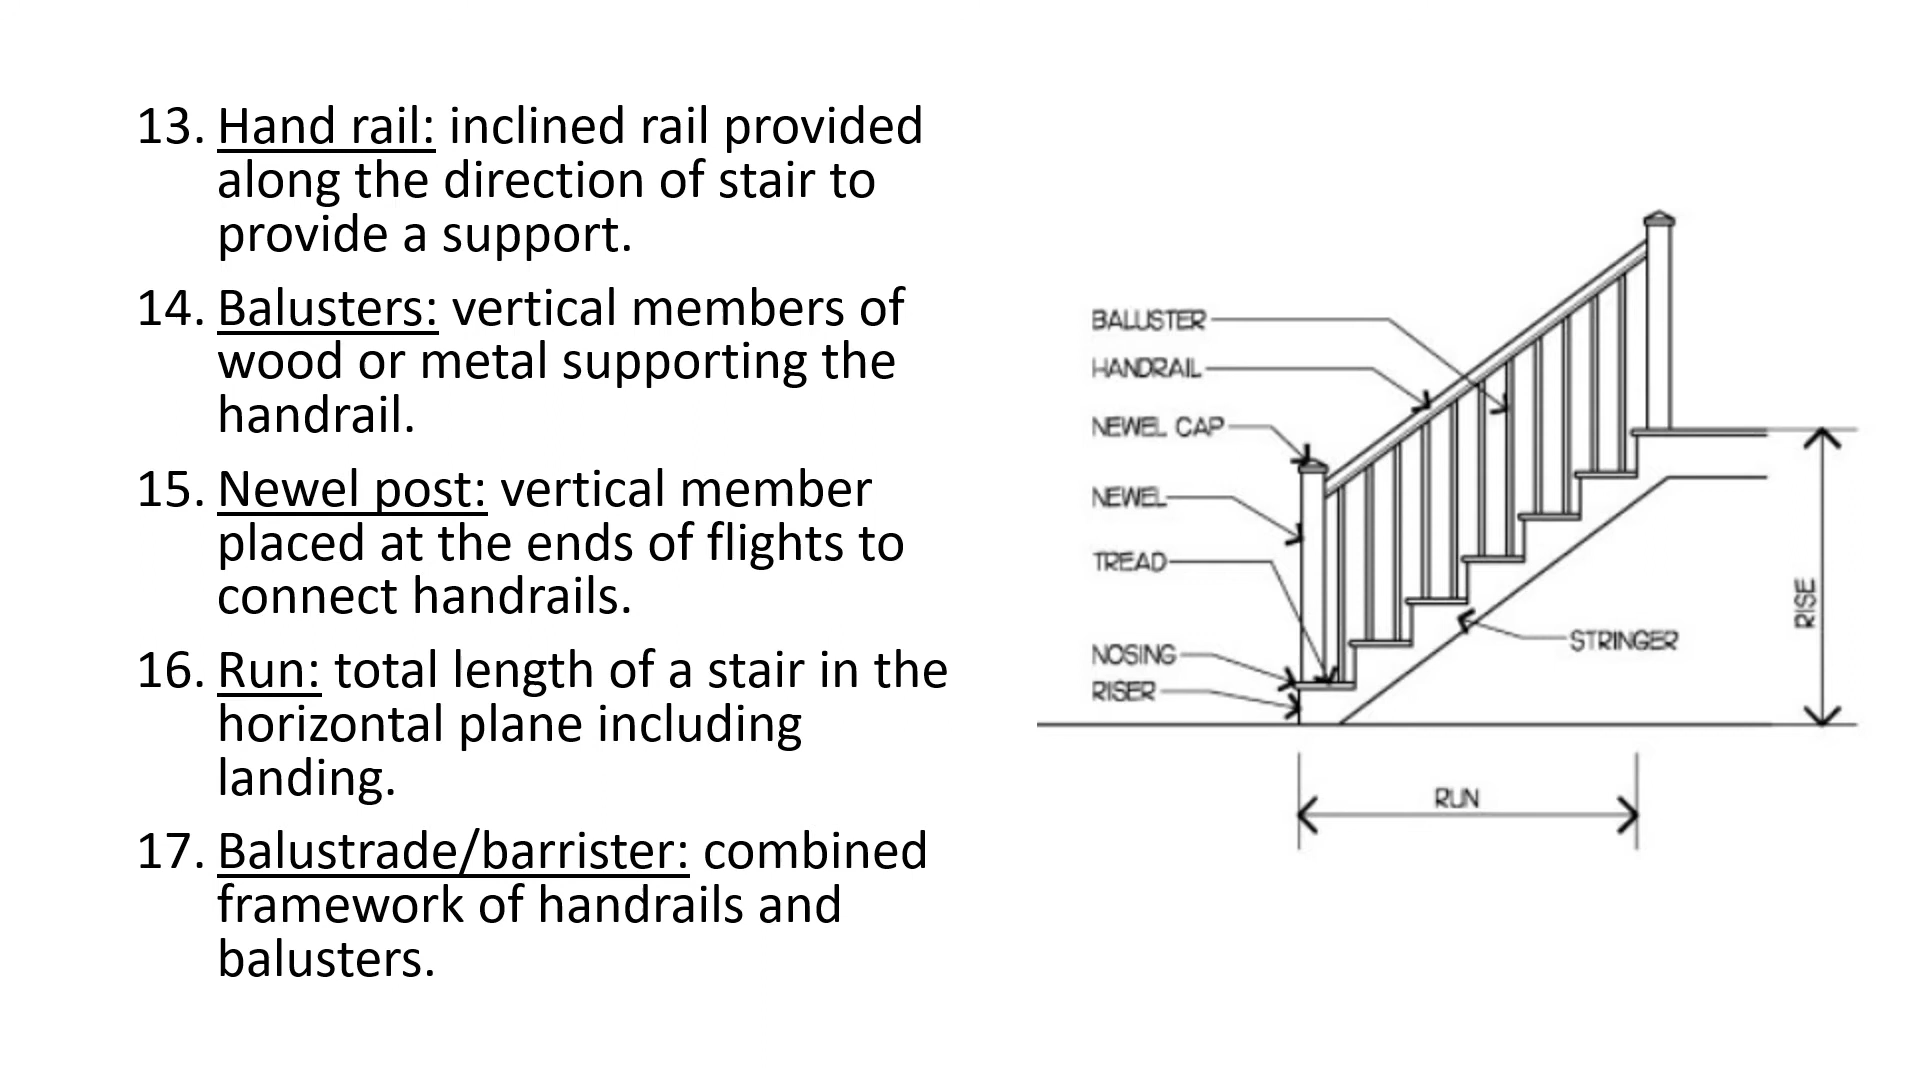 13. Hand rail: inclined rail provided
along the direction of stair to
provide a support.
14. Balusters: vertical members of
wood or metal supporting the
handrail.
15. Newel post: vertical member
placed at the ends of flights to
connect handrails.
16. Run: total length of a stair in the
horizontal plane including
landing.
17. Balustrade/barrister: combined
framework of handrails and
balusters.
BALUSTER
HANDRAIL
NEWEL CAP
NEWEL
TREAD
NOSING
RISER
STRINGER
RISE
RUN